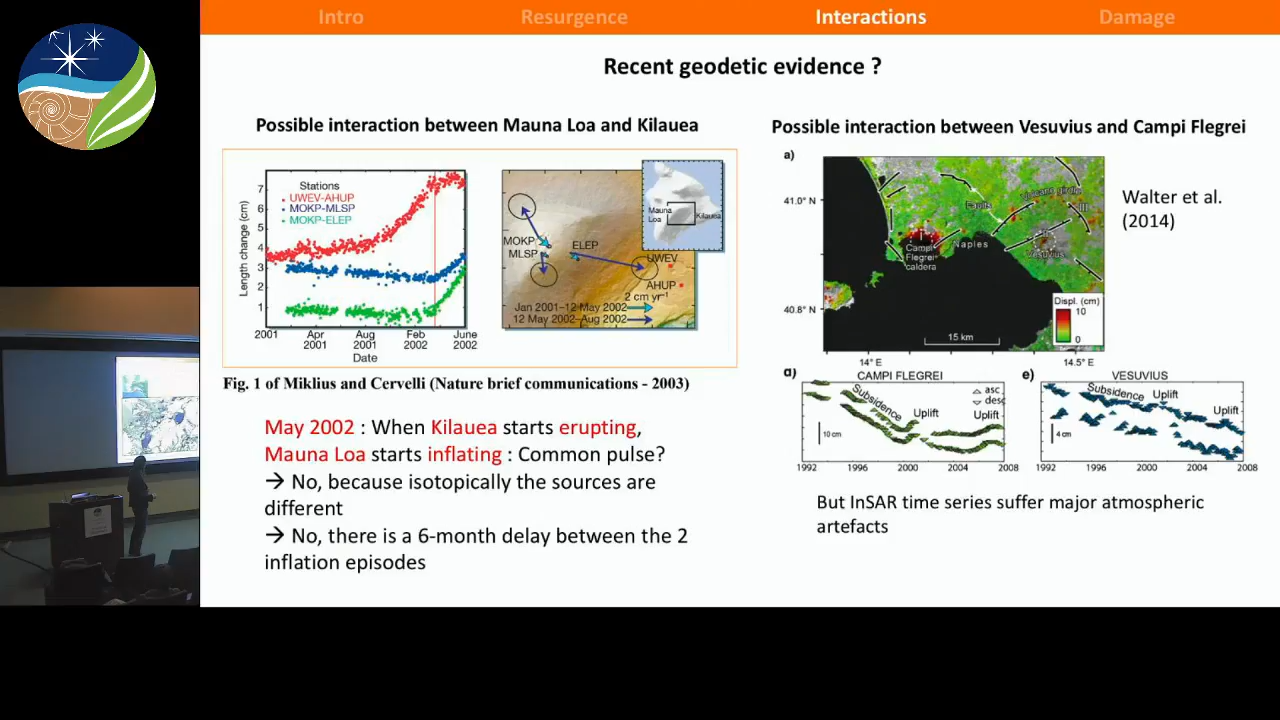 Intro Resurgence Interactions Damage
Recent geodetic evidence ?
Possible interaction between Mauna Loa and Kilauea
Length change (cm)
7
6
5
4
3
2
1
Stations
UWEV-AHUP
MOKP-MLSP
MOKP-ELEP
2001
Apr 2001
Aug 2001
Feb 2002
June 2002
Date
Mauna Loa
Kilauea
MOKP
MLSP
ELEP
UWEV
AHUP
2 cm yr⁻¹
Jan 2001–12 May 2002
12 May 2002–Aug 2002
Fig. 1 of Miklius and Cervelli (Nature brief communications - 2003)
May 2002 : When Kilauea starts erupting,
Mauna Loa starts inflating : Common pulse?
→ No, because isotopically the sources are
different
→ No, there is a 6-month delay between the 2
inflation episodes
Possible interaction between Vesuvius and Campi Flegrei
a)
41.0° N
40.8° N
Faults
Campi
Flegrei
caldera
Naples
Vesuvius
15 km
Displ. (cm)
10
0
14° E
14.5° E
Walter et al.
(2014)
d) CAMPI FLEGREI
Subsidence
Uplift
Uplift
asc
desc
10 cm
1992 1996 2000 2004 2008
e) VESUVIUS
Subsidence
Uplift
Uplift
4 cm
1992 1996 2000 2004 2008
But InSAR time series suffer major atmospheric
artefacts